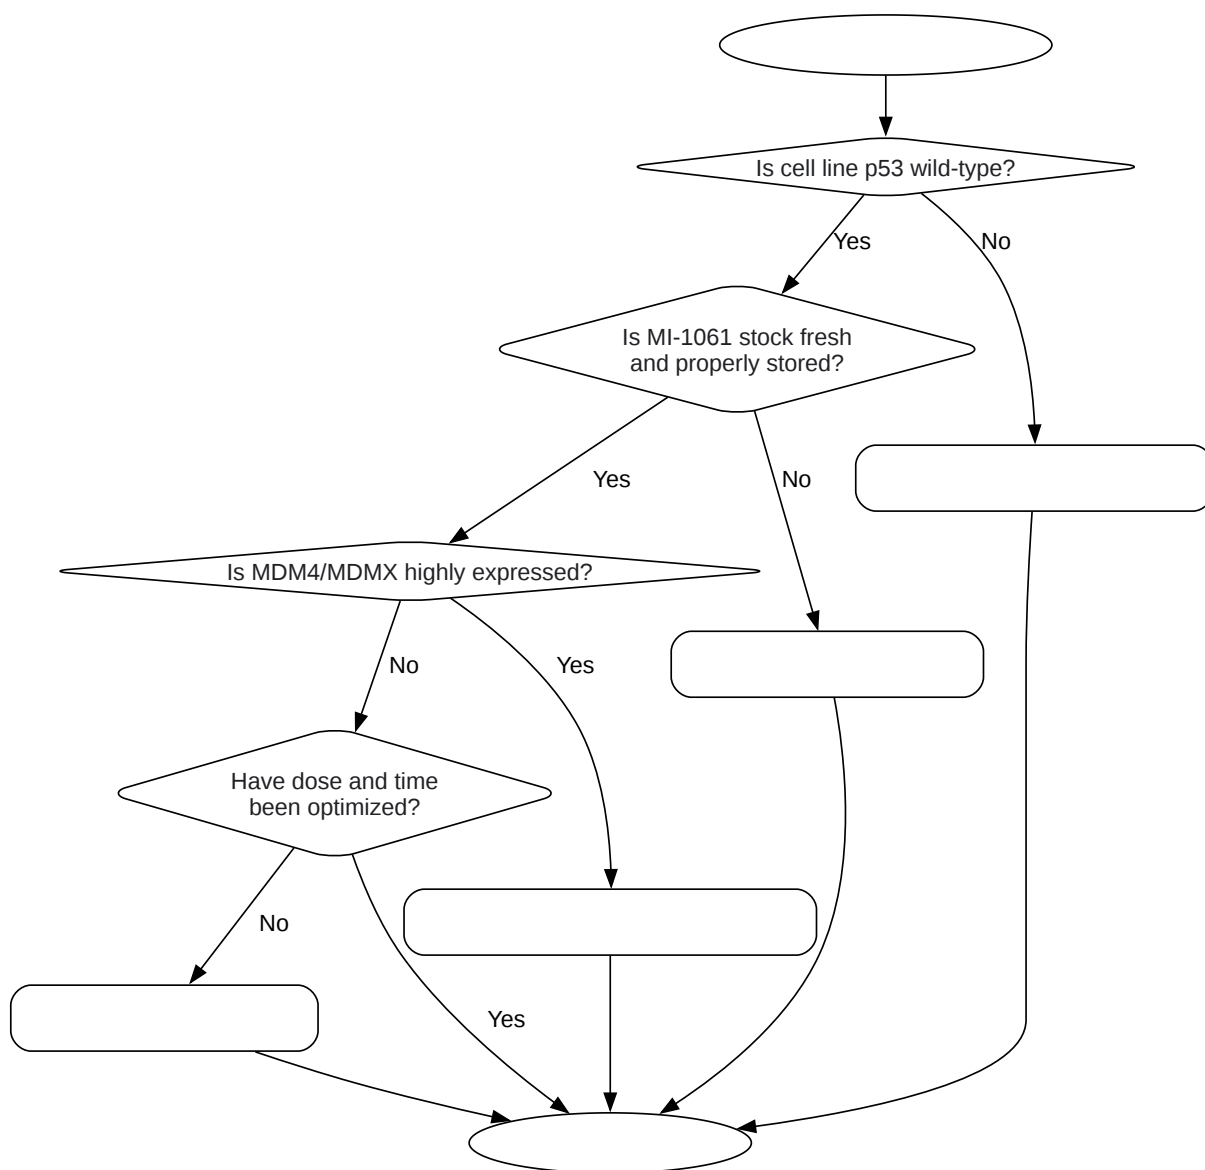 Is cell line p53 wild-type?
Yes
No
Is MI-1061 stock fresh
and properly stored?
Yes
No
Is MDM4/MDMX highly expressed?
No
Yes
Have dose and time
been optimized?
No
Yes